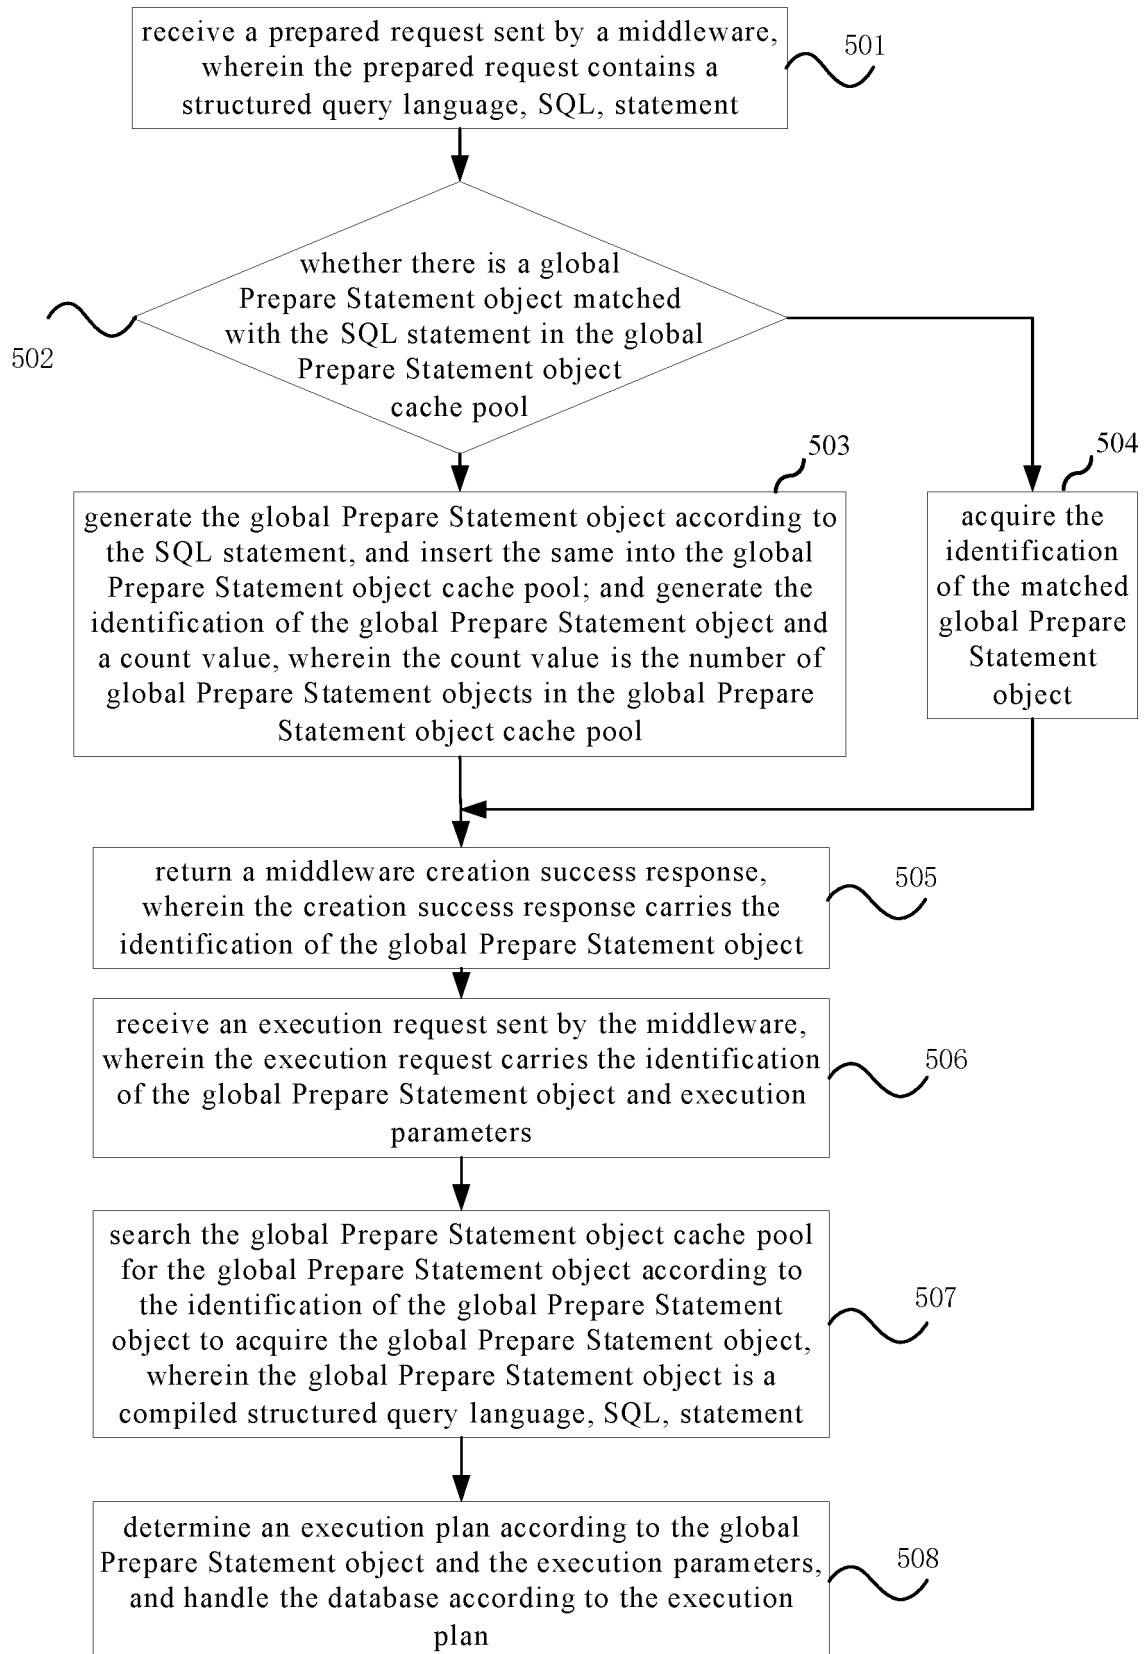 receive a prepared request sent by a middleware,
wherein the prepared request contains a
structured query language, SQL, statement
501
whether there is a global
Prepare Statement object matched
with the SQL statement in the global
Prepare Statement object
cache pool
502
503
generate the global Prepare Statement object according to
the SQL statement, and insert the same into the global
Prepare Statement object cache pool; and generate the
identification of the global Prepare Statement object and
a count value, wherein the count value is the number of
global Prepare Statement objects in the global Prepare
Statement object cache pool
504
acquire the
identification
of the matched
global Prepare
Statement
object
return a middleware creation success response,
wherein the creation success response carries the
identification of the global Prepare Statement object
505
receive an execution request sent by the middleware,
wherein the execution request carries the identification
of the global Prepare Statement object and execution
parameters
506
search the global Prepare Statement object cache pool
for the global Prepare Statement object according to
the identification of the global Prepare Statement
object to acquire the global Prepare Statement object,
wherein the global Prepare Statement object is a
compiled structured query language, SQL, statement
507
determine an execution plan according to the global
Prepare Statement object and the execution parameters,
and handle the database according to the execution
plan
508